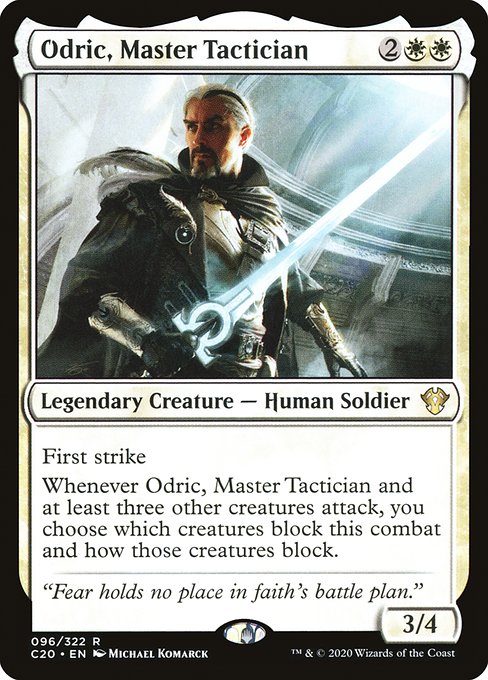 Odric, Master Tactician 2
Legendary Creature — Human Soldier
First strike
Whenever Odric, Master Tactician and
at least three other creatures attack, you
choose which creatures block this combat
and how those creatures block.
“Fear holds no place in faith’s battle plan.”
3/4
096/322 R
C20 • EN Michael Komarck
™ & © 2020 Wizards of the Coast